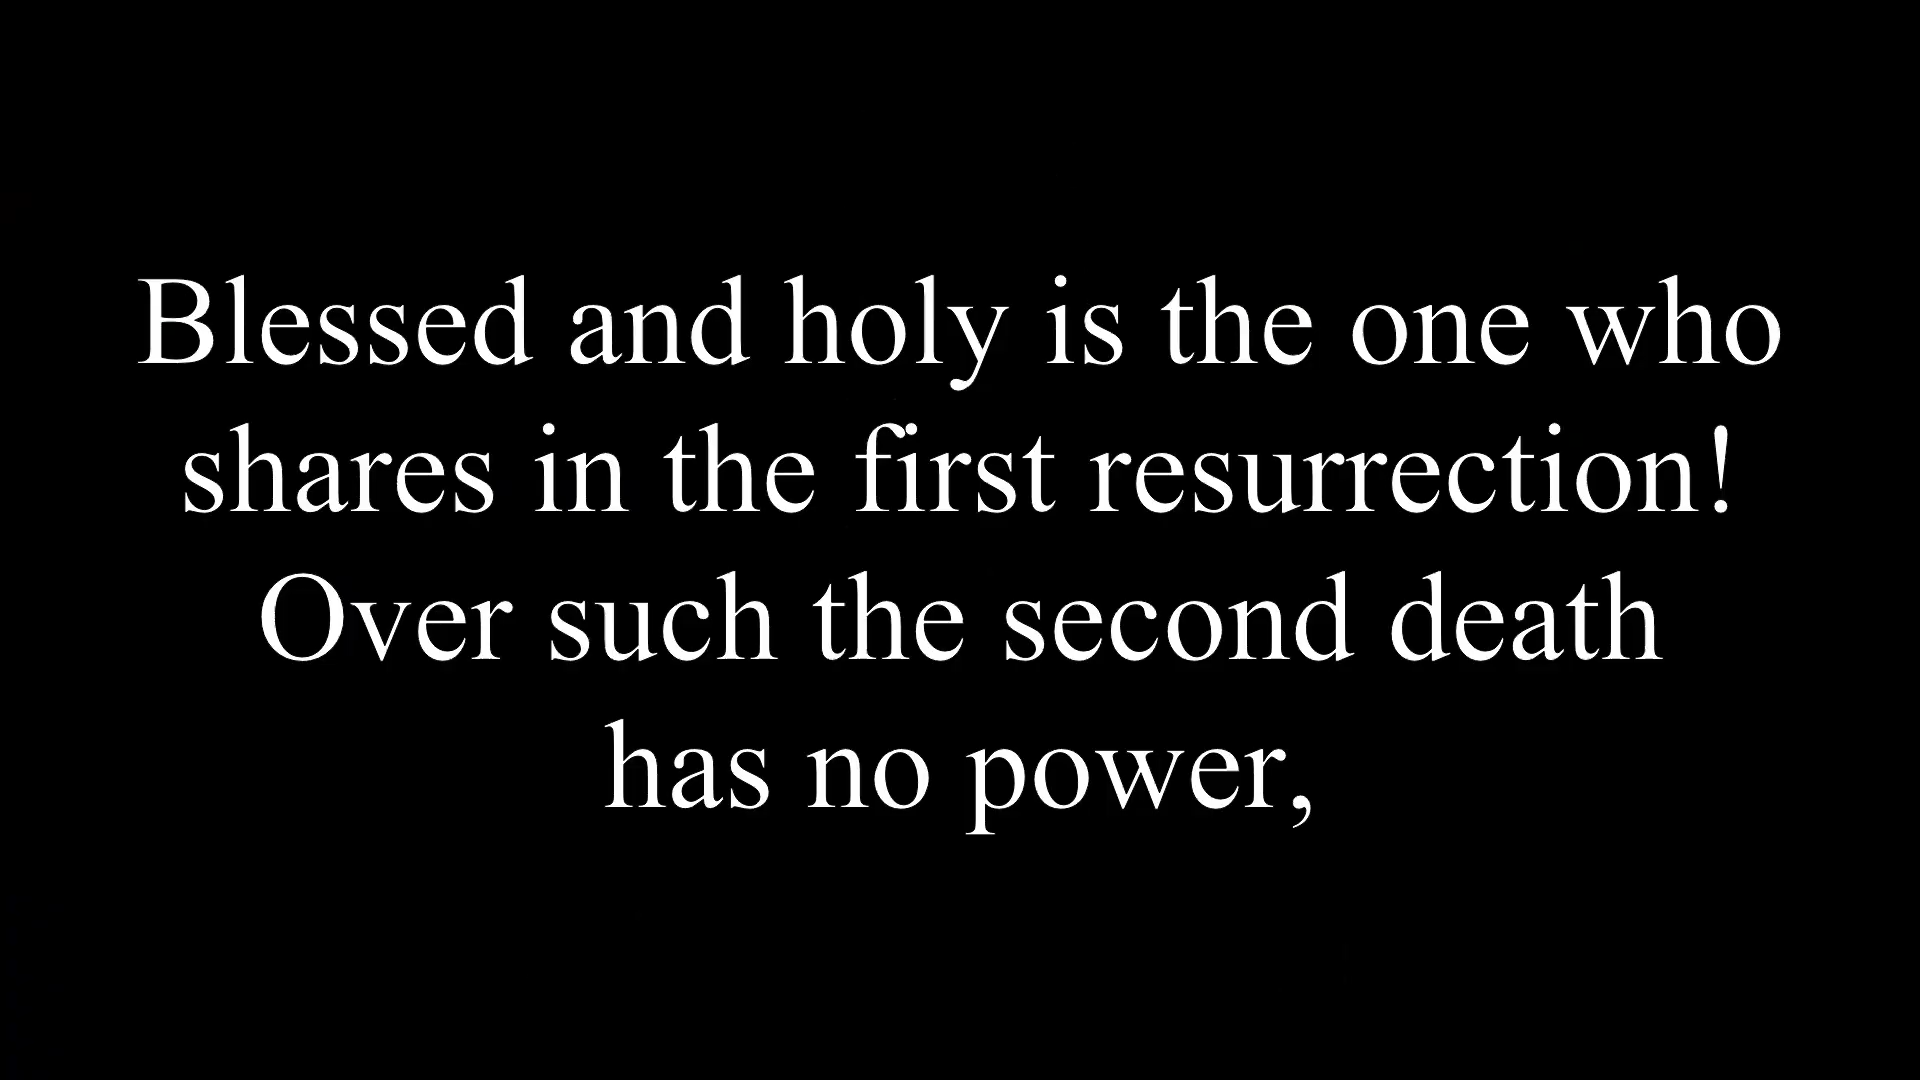 Blessed and holy is the one who
shares in the first resurrection!
Over such the second death
has no power,